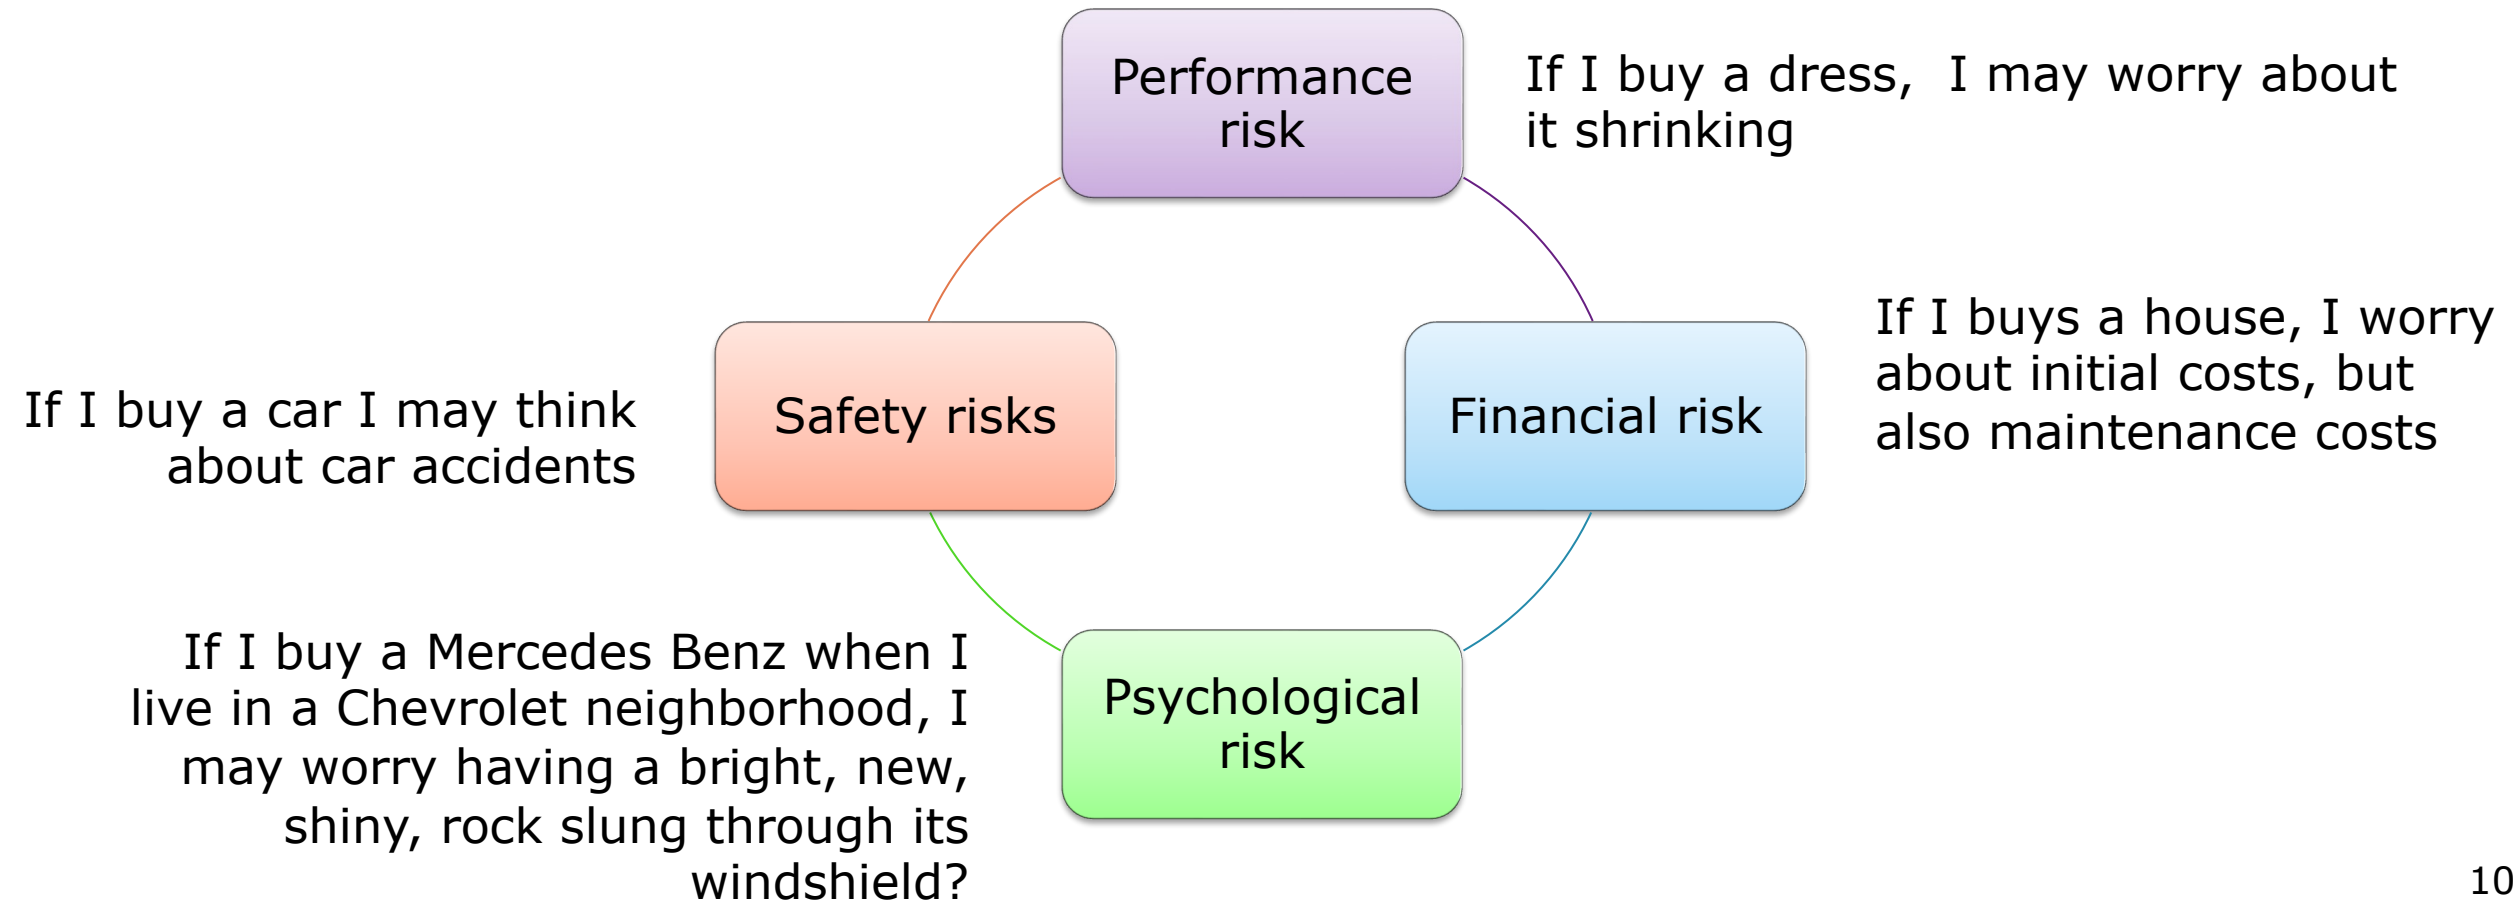 Performance
risk
If I buy a dress,  I may worry about
it shrinking
Financial risk
If I buys a house, I worry
about initial costs, but
also maintenance costs
Safety risks
If I buy a car I may think
about car accidents
Psychological
risk
If I buy a Mercedes Benz when I
live in a Chevrolet neighborhood, I
may worry having a bright, new,
shiny, rock slung through its
windshield?
10